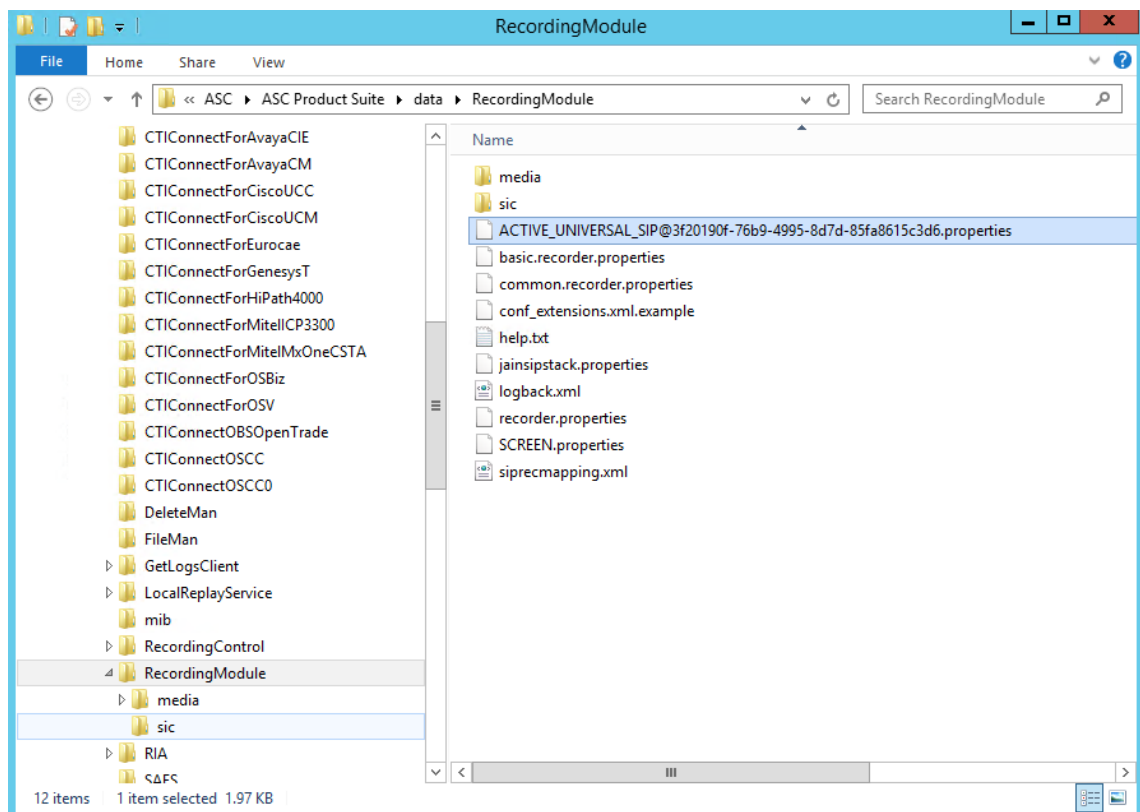 RecordingModule
File Home Share View
« ASC ▸ ASC Product Suite ▸ data ▸ RecordingModule
Search RecordingModule
CTIConnectForAvayaCIE
CTIConnectForAvayaCM
CTIConnectForCiscoUCC
CTIConnectForCiscoUCM
CTIConnectForEurocae
CTIConnectForGenesysT
CTIConnectForHiPath4000
CTIConnectForMitelICP3300
CTIConnectForMitelMxOneCSTA
CTIConnectForOSBiz
CTIConnectForOSV
CTIConnectOBSOpenTrade
CTIConnectOSCC
CTIConnectOSCC0
DeleteMan
FileMan
GetLogsClient
LocalReplayService
mib
RecordingControl
RecordingModule
media
sic
RIA
SAFS
Name
media
sic
ACTIVE_UNIVERSAL_SIP@3f20190f-76b9-4995-8d7d-85fa8615c3d6.properties
basic.recorder.properties
common.recorder.properties
conf_extensions.xml.example
help.txt
jainsipstack.properties
logback.xml
recorder.properties
SCREEN.properties
siprecmapping.xml
12 items 1 item selected 1.97 KB